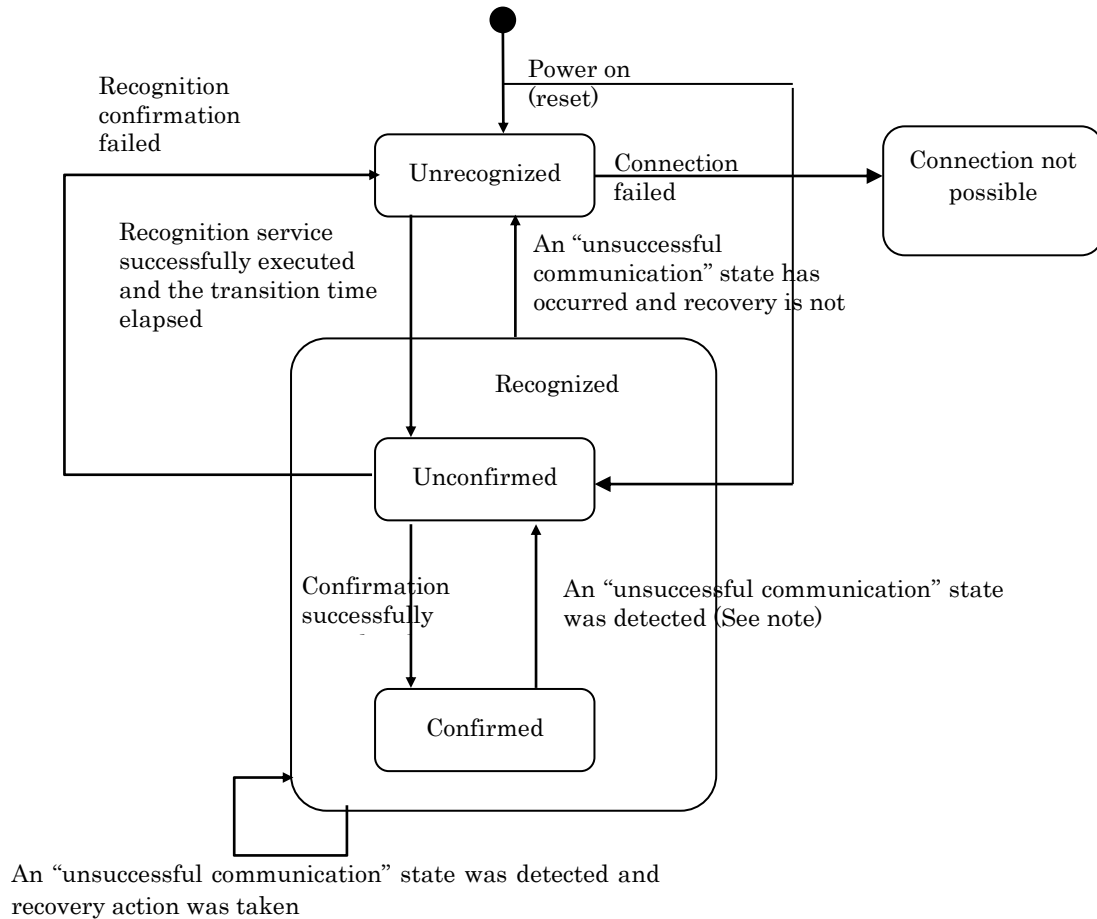 Power on
(reset)
Recognition
confirmation
failed
Unrecognized
Connection
failed
Connection not
possible
Recognition service
successfully executed
and the transition time
elapsed
An “unsuccessful
communication” state has
occurred and recovery is not
Recognized
Unconfirmed
Confirmation
successfully
An “unsuccessful communication” state
was detected (See note)
Confirmed
An “unsuccessful communication” state was detected and
recovery action was taken